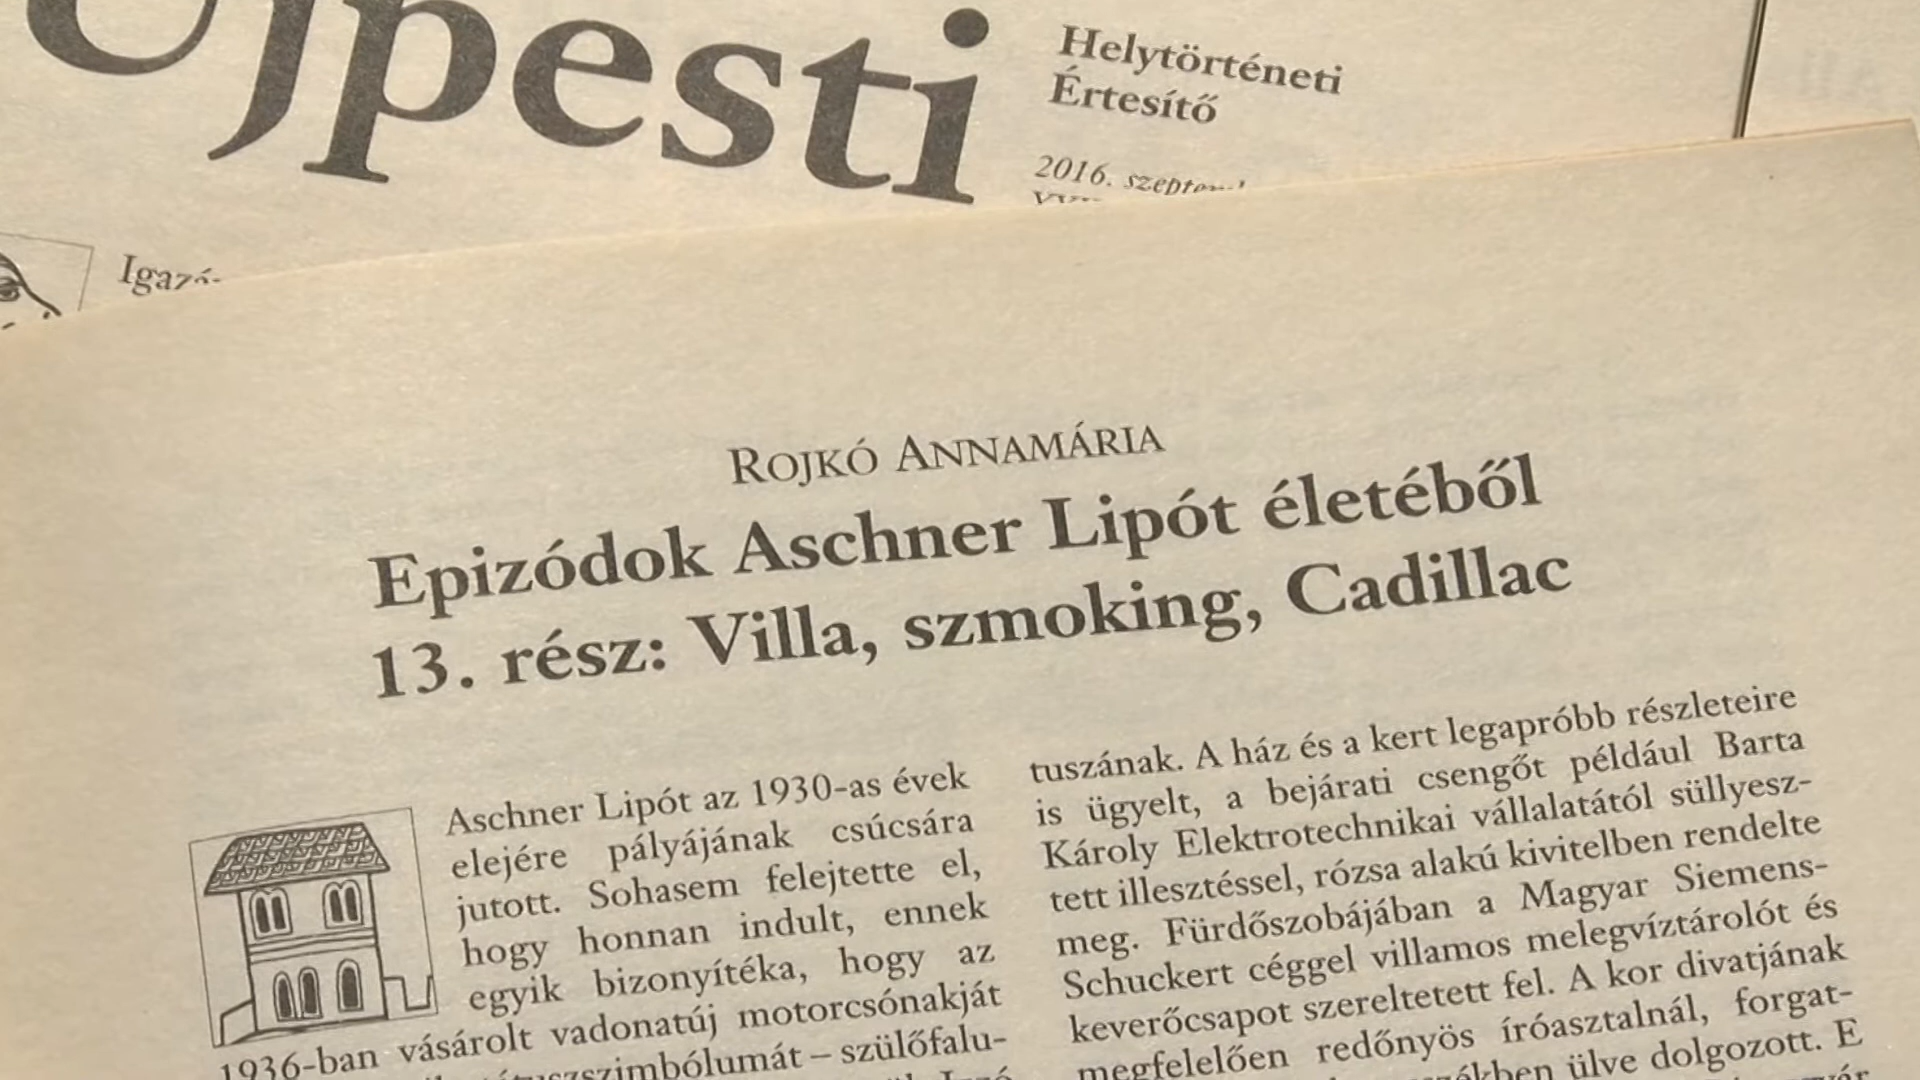 Újpesti
Helytörténeti
Értesítő
2016.
ROJKÓ ANNAMÁRIA
Epizódok Aschner Lipót életéből
13. rész: Villa, szmoking, Cadillac
Aschner Lipót az 1930-as évek
elejére pályájának csúcsára
jutott. Sohasem felejtette el,
hogy honnan indult, ennek
egyik bizonyítéka, hogy az
1936-ban vásárolt vadonatúj motorcsónakját
– szülőfalu-
tuszának. A ház és a kert legapróbb részleteire
is ügyelt, a bejárati csengőt például Barta
Károly Elektrotechnikai vállalatától süllyesz-
tett illesztéssel, rózsa alakú kivitelben rendelte
meg. Fürdőszobájában a Magyar Siemens-
Schuckert céggel villamos melegvíztárolót és
keverőcsapot szereltetett fel. A kor divatjának
megfelelően redőnyös íróasztalnál, forgat-
ülve dolgozott. E